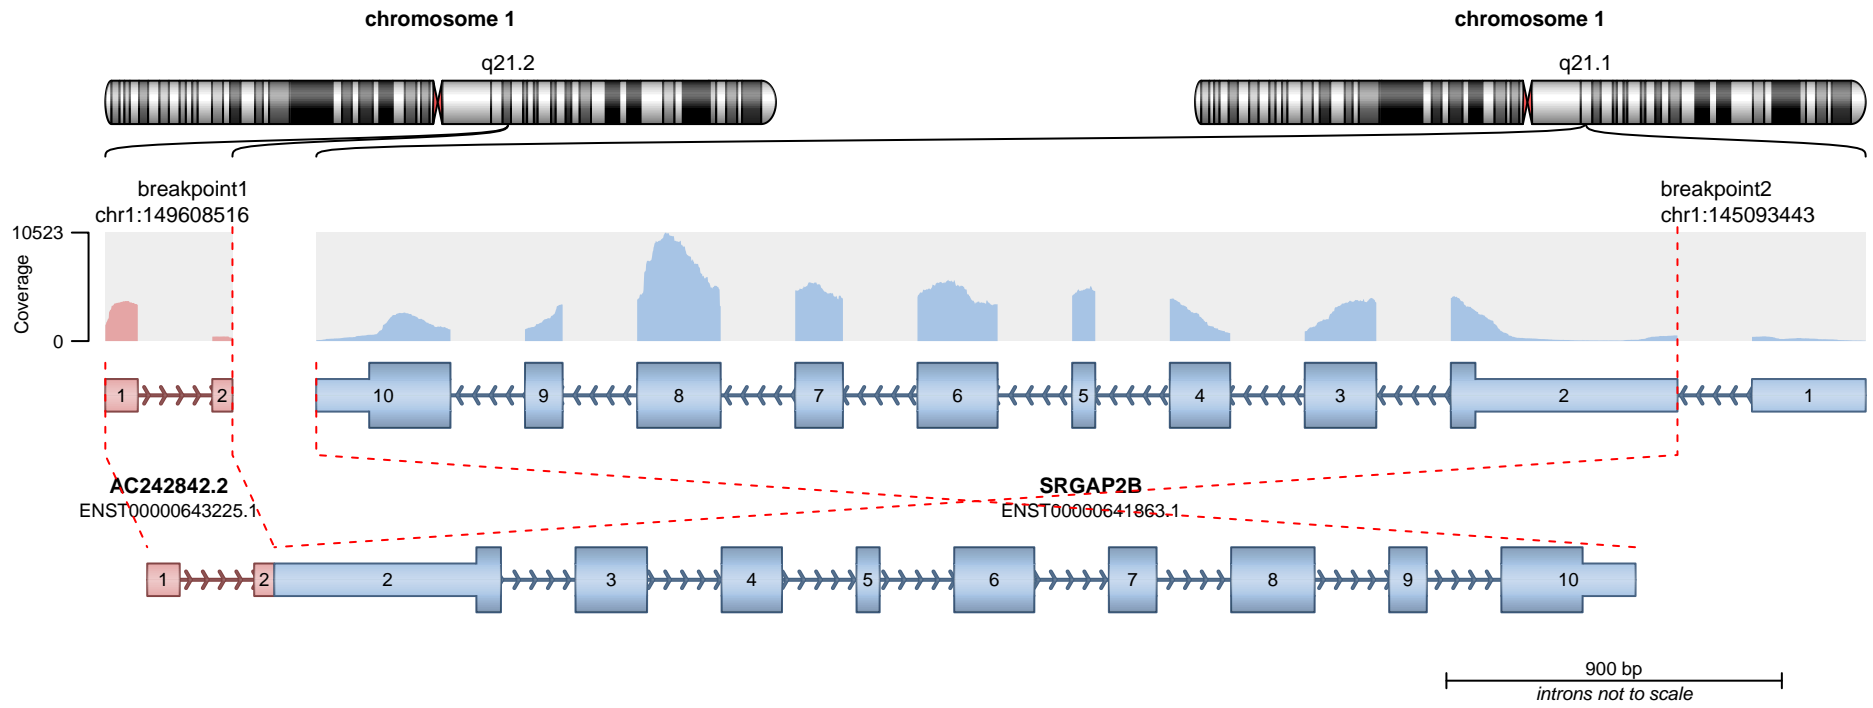 chromosome 1
chromosome 1
q21.2
q21.1
breakpoint1
chr1:149608516
breakpoint2
chr1:145093443
10523
Coverage
0
1
2
10
9
8
7
6
5
4
3
2
1
AC242842.2
ENST00000643225.1
SRGAP2B
ENST00000641863.1
1
2
2
3
4
5
6
7
8
9
10
900 bp
introns not to scale